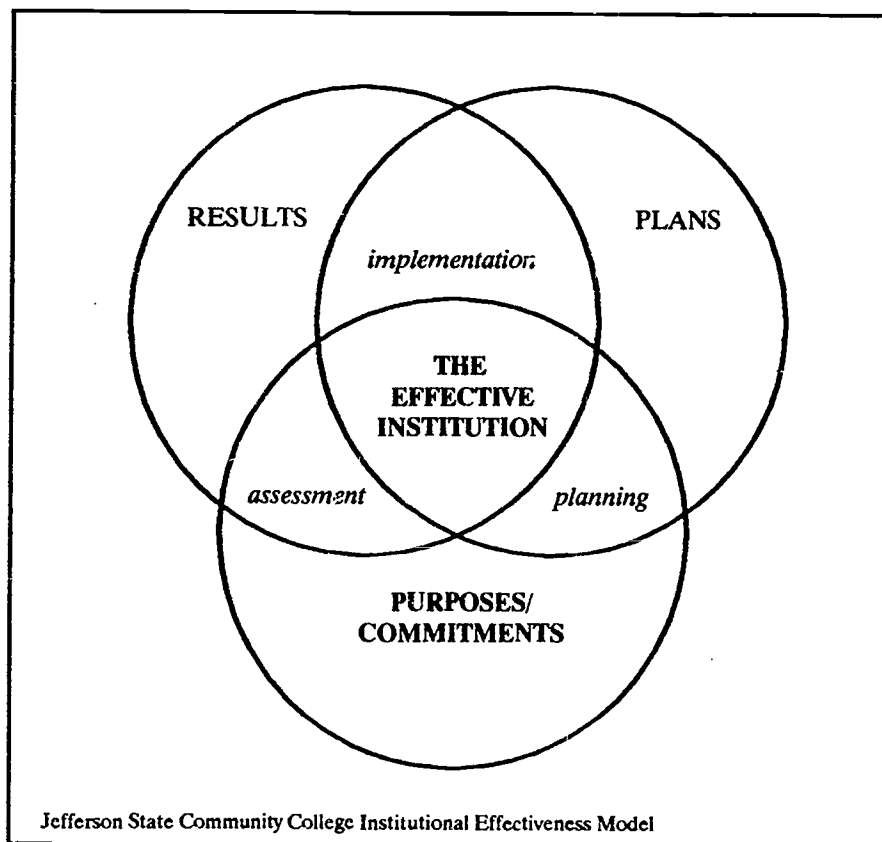 RESULTS
PLANS
implementation
THE
EFFECTIVE
INSTITUTION
assessment
planning
PURPOSES/
COMMITMENTS
Jefferson State Community College Institutional Effectiveness Model